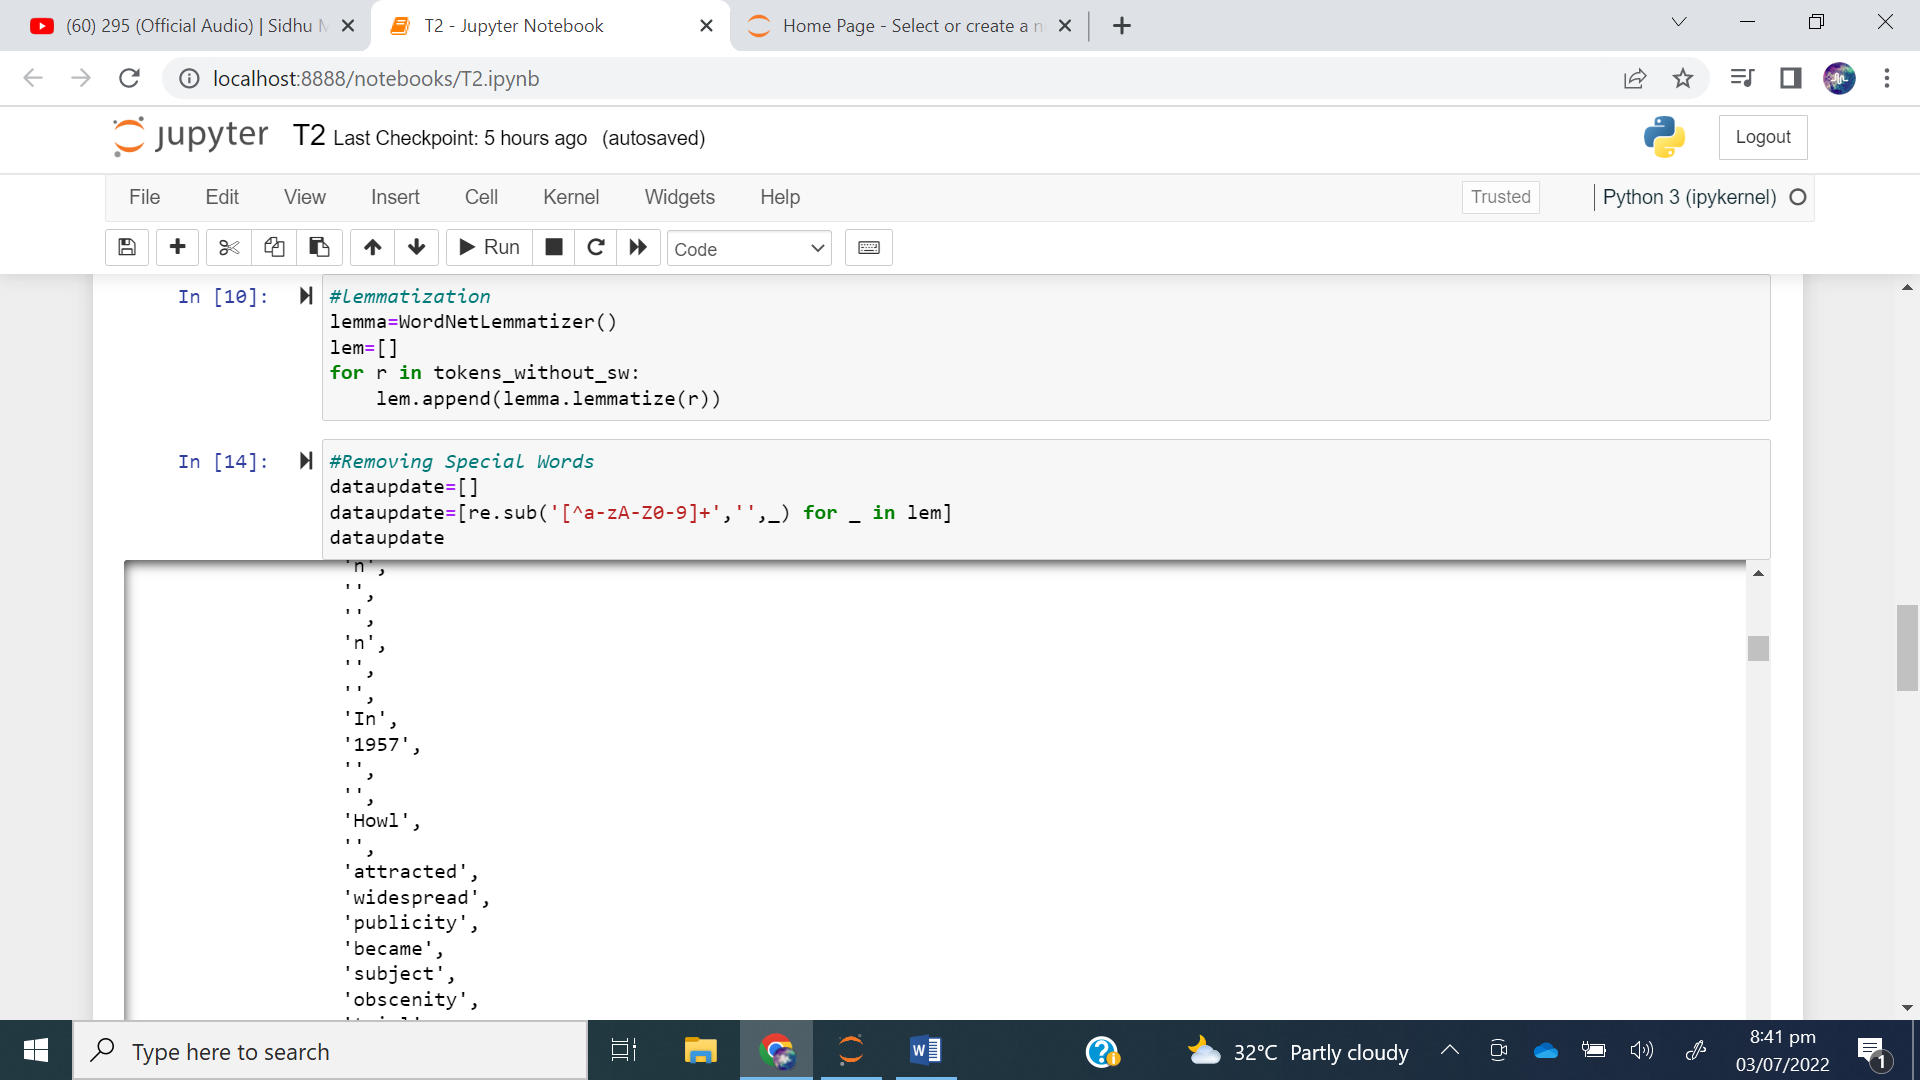 (60) 295 (Official Audio) | Sidhu M
T2 - Jupyter Notebook
Home Page - Select or create a n
localhost:8888/notebooks/T2.ipynb
jupyter T2 Last Checkpoint: 5 hours ago (autosaved)
Logout
File Edit View Insert Cell Kernel Widgets Help
Trusted
Python 3 (ipykernel)
Run
Code
In [10]:
#lemmatization
lemma=WordNetLemmatizer()
lem=[]
for r in tokens_without_sw:
    lem.append(lemma.lemmatize(r))
In [14]:
#Removing Special Words
dataupdate=[]
dataupdate=[re.sub('[^a-zA-Z0-9]+','',_) for _ in lem]
dataupdate
'n',
'',
'',
'n',
'',
'',
'In',
'1957',
'',
'',
'Howl',
'',
'attracted',
'widespread',
'publicity',
'became',
'subject',
'obscenity',
Type here to search
32°C Partly cloudy
8:41 pm
03/07/2022
1